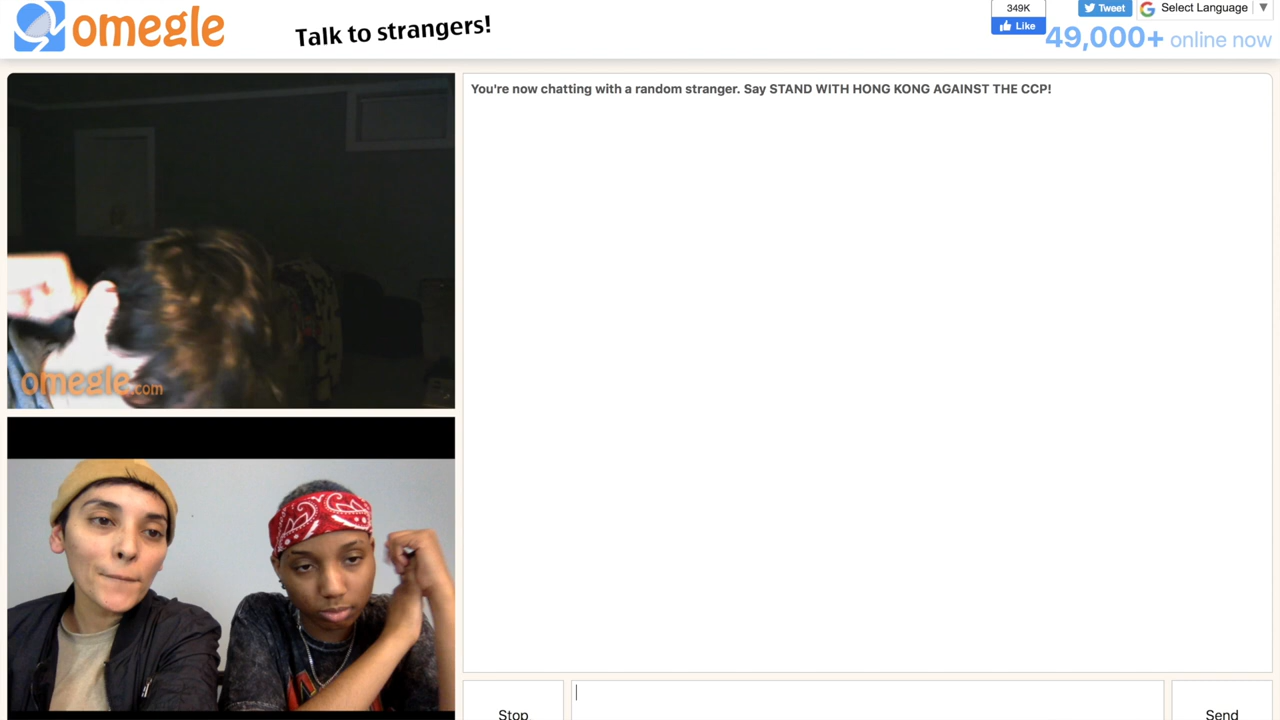 omegle
Talk to strangers!
349K
Like
Tweet
Select Language
49,000+ online now
You're now chatting with a random stranger. Say STAND WITH HONG KONG AGAINST THE CCP!
omegle.com
Stop
Send